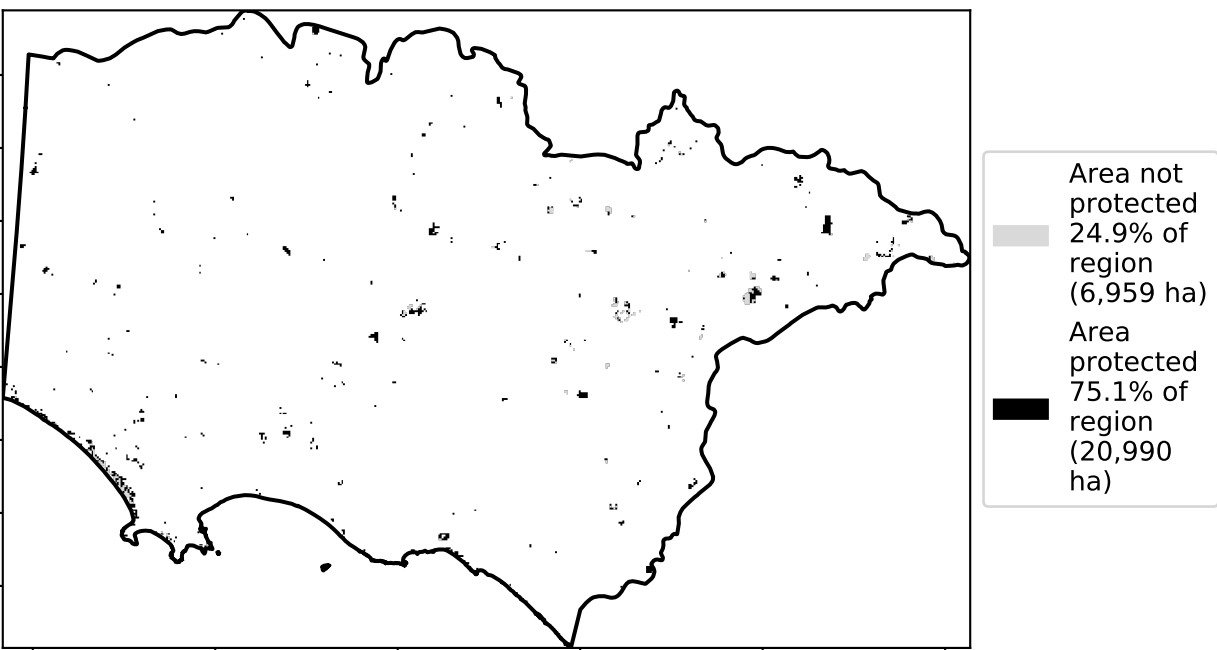 Area not
protected
24.9% of
region
(6,959 ha)
Area
protected
75.1% of
region
(20,990
ha)